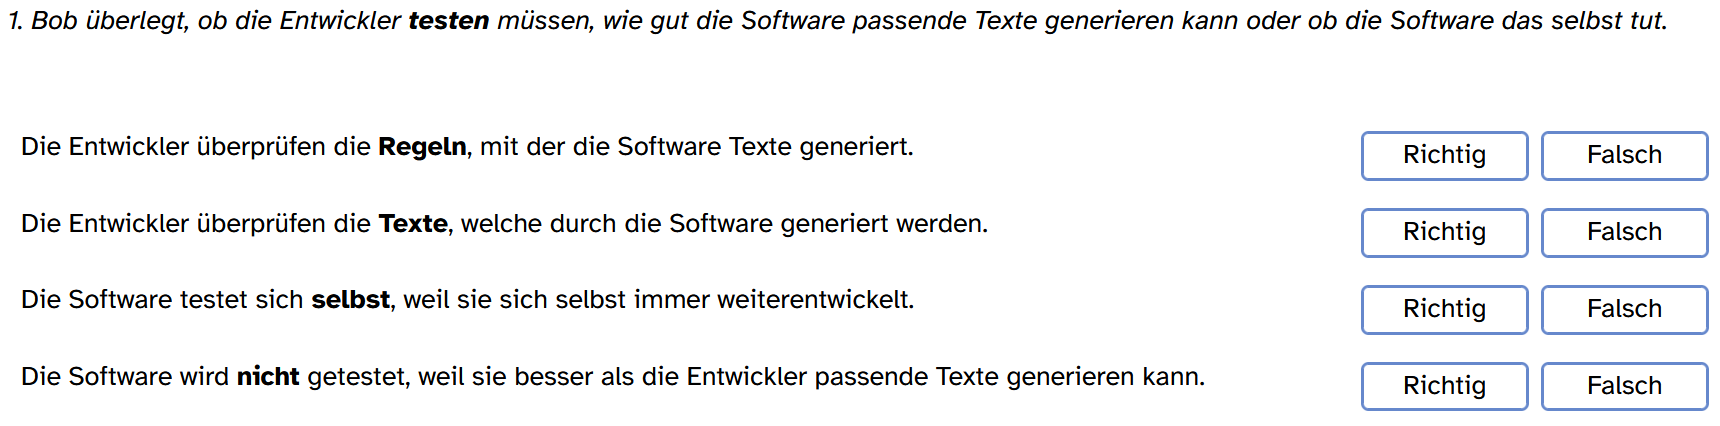 1. Bob überlegt, ob die Entwickler testen müssen, wie gut die Software passende Texte generieren kann oder ob die Software das selbst tut.
Die Entwickler überprüfen die Regeln, mit der die Software Texte generiert. Richtig Falsch
Die Entwickler überprüfen die Texte, welche durch die Software generiert werden. Richtig Falsch
Die Software testet sich selbst, weil sie sich selbst immer weiterentwickelt. Richtig Falsch
Die Software wird nicht getestet, weil sie besser als die Entwickler passende Texte generieren kann. Richtig Falsch